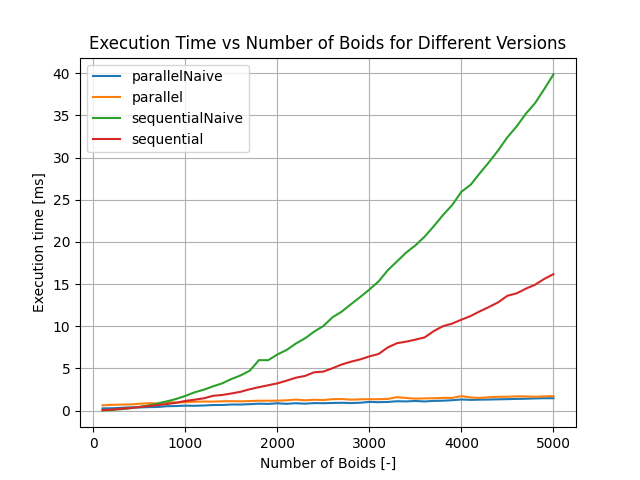 Execution Time vs Number of Boids for Different Versions
parallelNaive
parallel
sequentialNaive
sequential
Execution time [ms]
40
35
30
25
20
15
10
5
0
0 1000 2000 3000 4000 5000
Number of Boids [-]